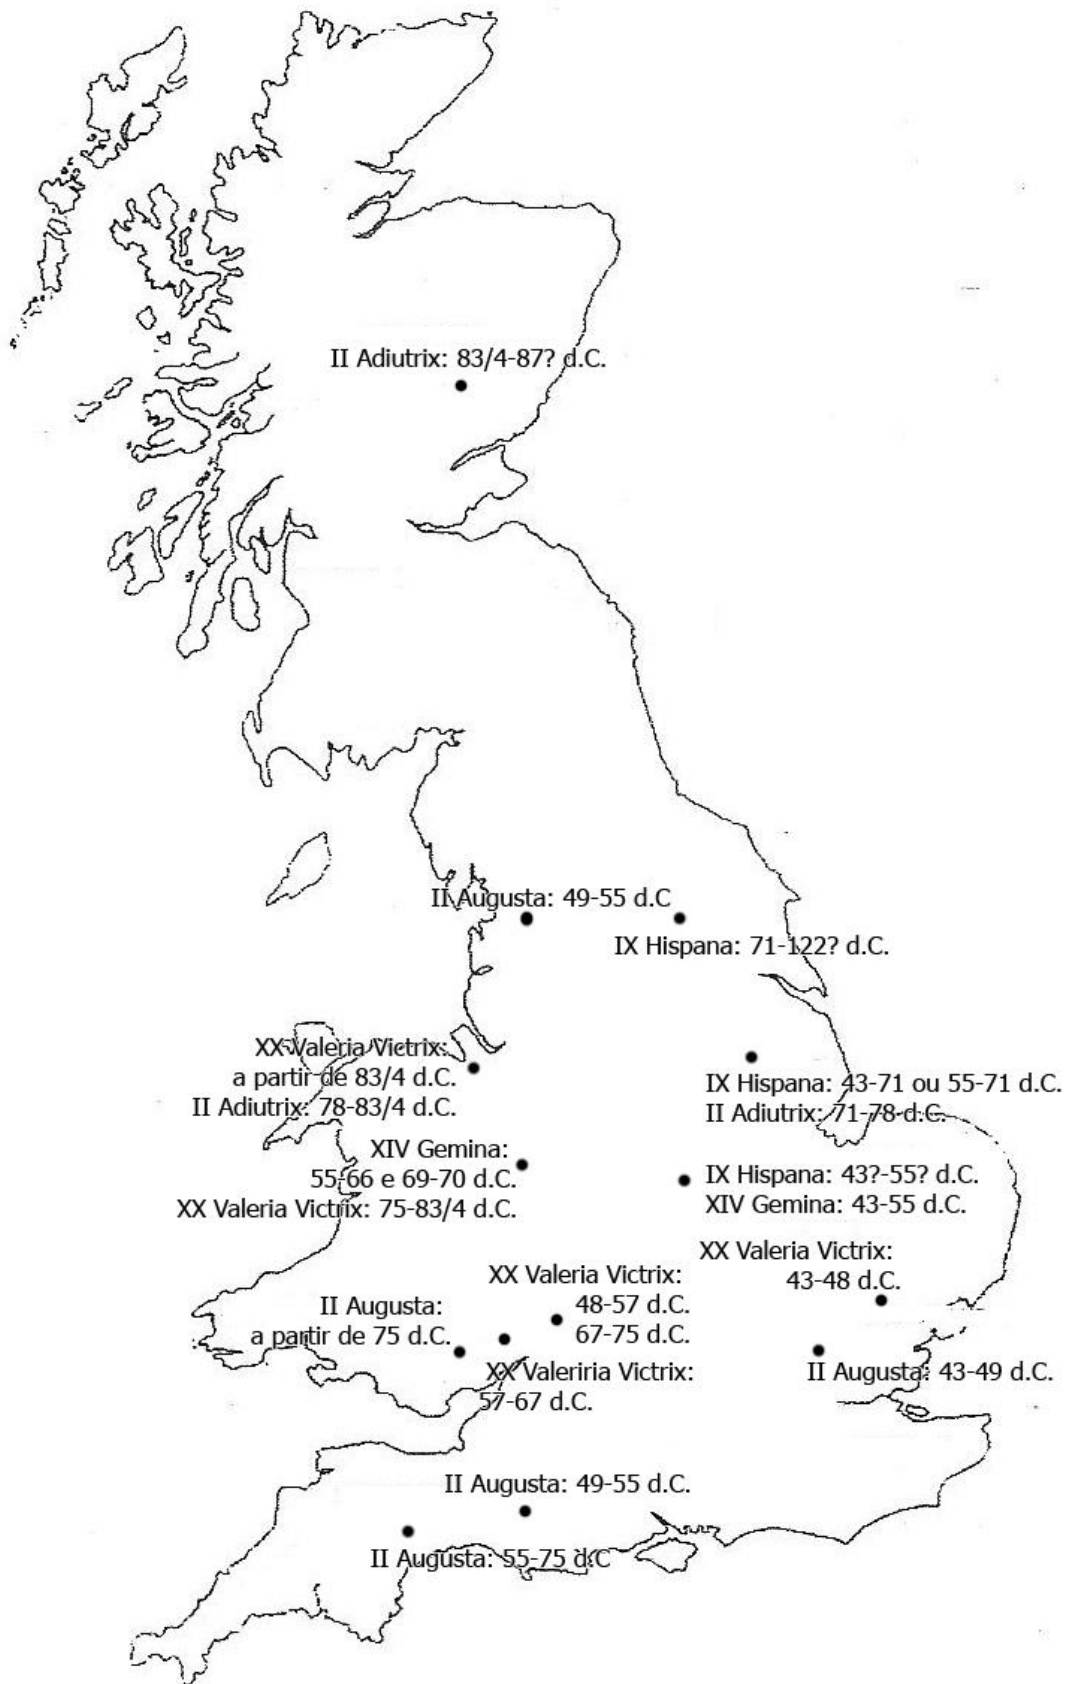 II Adiutrix: 83/4-87? d.C.
II Augusta: 49-55 d.C
IX Hispana: 71-122? d.C.
XX Valeria Victrix:
a partir de 83/4 d.C.
II Adiutrix: 78-83/4 d.C.
IX Hispana: 43-71 ou 55-71 d.C.
II Adiutrix: 71-78 d.C.
XIV Gemina:
55-66 e 69-70 d.C.
XX Valeria Victrix: 75-83/4 d.C.
IX Hispana: 43?-55? d.C.
XIV Gemina: 43-55 d.C.
XX Valeria Victrix:
43-48 d.C.
XX Valeria Victrix:
48-57 d.C.
67-75 d.C.
II Augusta:
a partir de 75 d.C.
XX Valeriria Victrix:
57-67 d.C.
II Augusta: 43-49 d.C.
II Augusta: 49-55 d.C.
II Augusta: 55-75 d.C